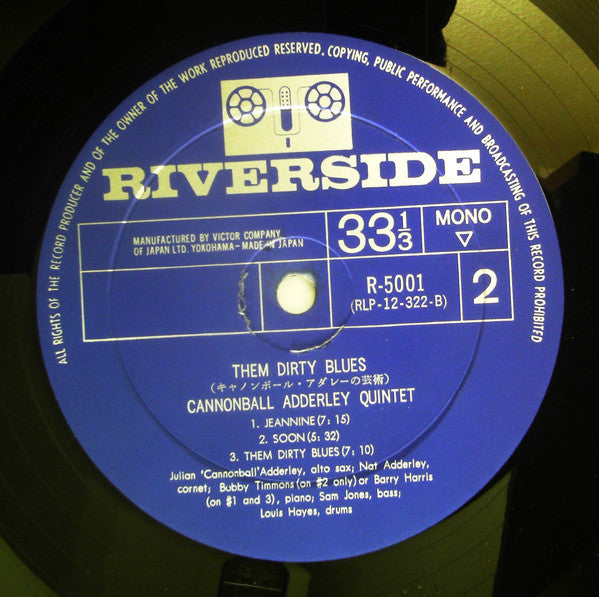 ALL RIGHTS OF THE RECORD PRODUCER AND OF THE OWNER OF THE WORK REPRODUCED RESERVED. COPYING, PUBLIC PERFORMANCE AND BROADCASTING OF THIS RECORD PROHIBITED
RIVERSIDE
MANUFACTURED BY VICTOR COMPANY
OF JAPAN LTD. YOKOHAMA-MADE IN JAPAN
33 1/3
MONO
▽
R-5001
(RLP-12-322-B)
2
THEM DIRTY BLUES
(キャノンボール・アダレーの芸術)
CANNONBALL ADDERLEY QUINTET
1. JEANNINE(7:15)
2. SOON(5:32)
3. THEM DIRTY BLUES(7:10)
Julian 'Cannonball'Adderley, alto sax; Nat Adderley,
cornet; Bubby Timmons(on #2 only)or Barry Harris
(on #1 and 3), piano; Sam Jones, bass;
Louis Hayes, drums